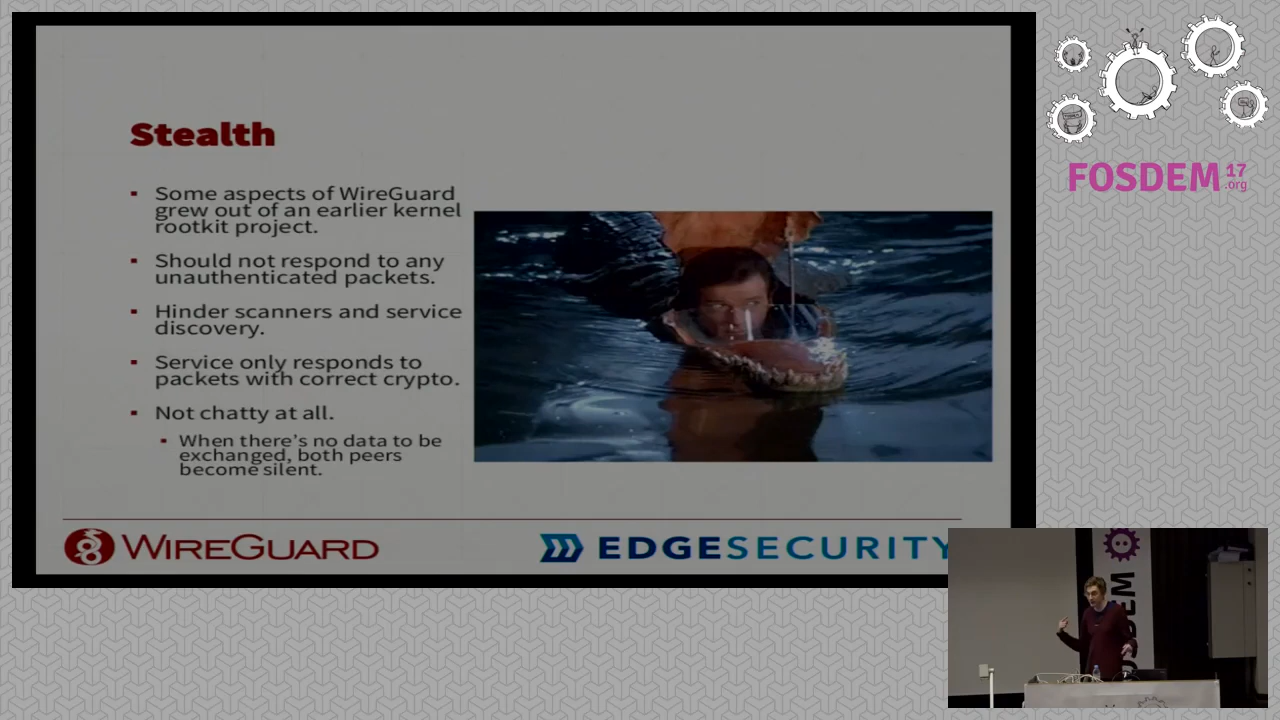 Stealth
Some aspects of WireGuard
grew out of an earlier kernel
rootkit project.
Should not respond to any
unauthenticated packets.
Hinder scanners and service
discovery.
Service only responds to
packets with correct crypto.
Not chatty at all.
When there's no data to be
exchanged, both peers
become silent.
WIREGUARD
EDGESECURITY
FOSDEM 17
.org
OSDEM